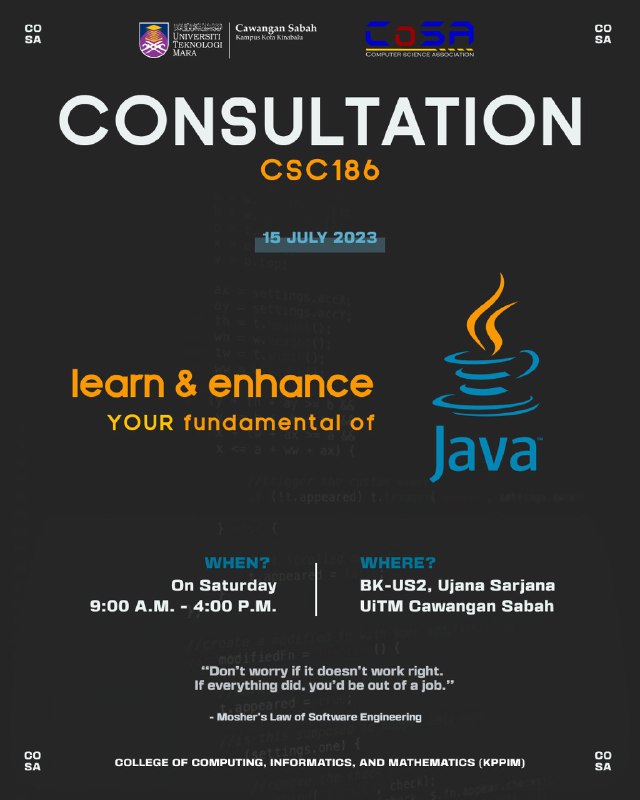 CO
SA
UNIVERSITI
TEKNOLOGI
MARA
Cawangan Sabah
Kampus Kota Kinabalu
CoSA
COMPUTER SCIENCE ASSOCIATION
CO
SA
CONSULTATION
CSC186
15 JULY 2023
learn & enhance
YOUR fundamental of
Java™
WHEN?
On Saturday
9:00 A.M. - 4:00 P.M.
WHERE?
BK-US2, Ujana Sarjana
UiTM Cawangan Sabah
“Don’t worry if it doesn’t work right.
If everything did, you’d be out of a job.”
- Mosher’s Law of Software Engineering
CO
SA
COLLEGE OF COMPUTING, INFORMATICS, AND MATHEMATICS (KPPIM)
CO
SA